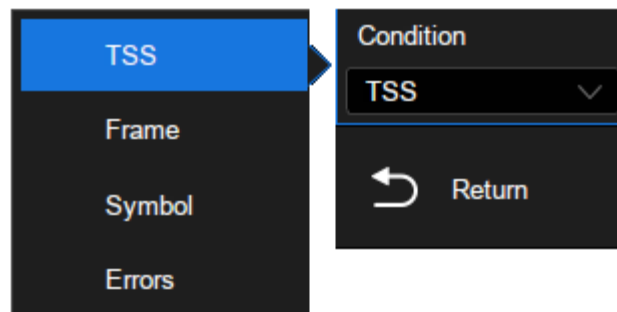 TSS
Frame
Symbol
Errors
Condition
TSS
Return